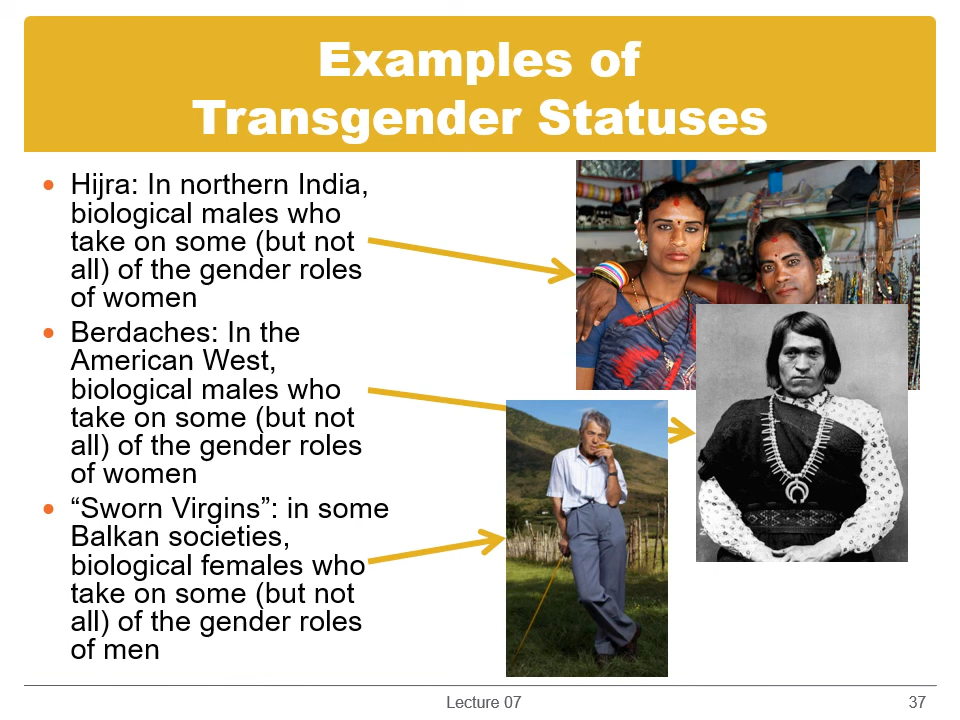 Examples of
Transgender Statuses
• Hijra: In northern India,
biological males who
take on some (but not
all) of the gender roles
of women
• Berdaches: In the
American West,
biological males who
take on some (but not
all) of the gender roles
of women
• “Sworn Virgins”: in some
Balkan societies,
biological females who
take on some (but not
all) of the gender roles
of men
Lecture 07
37